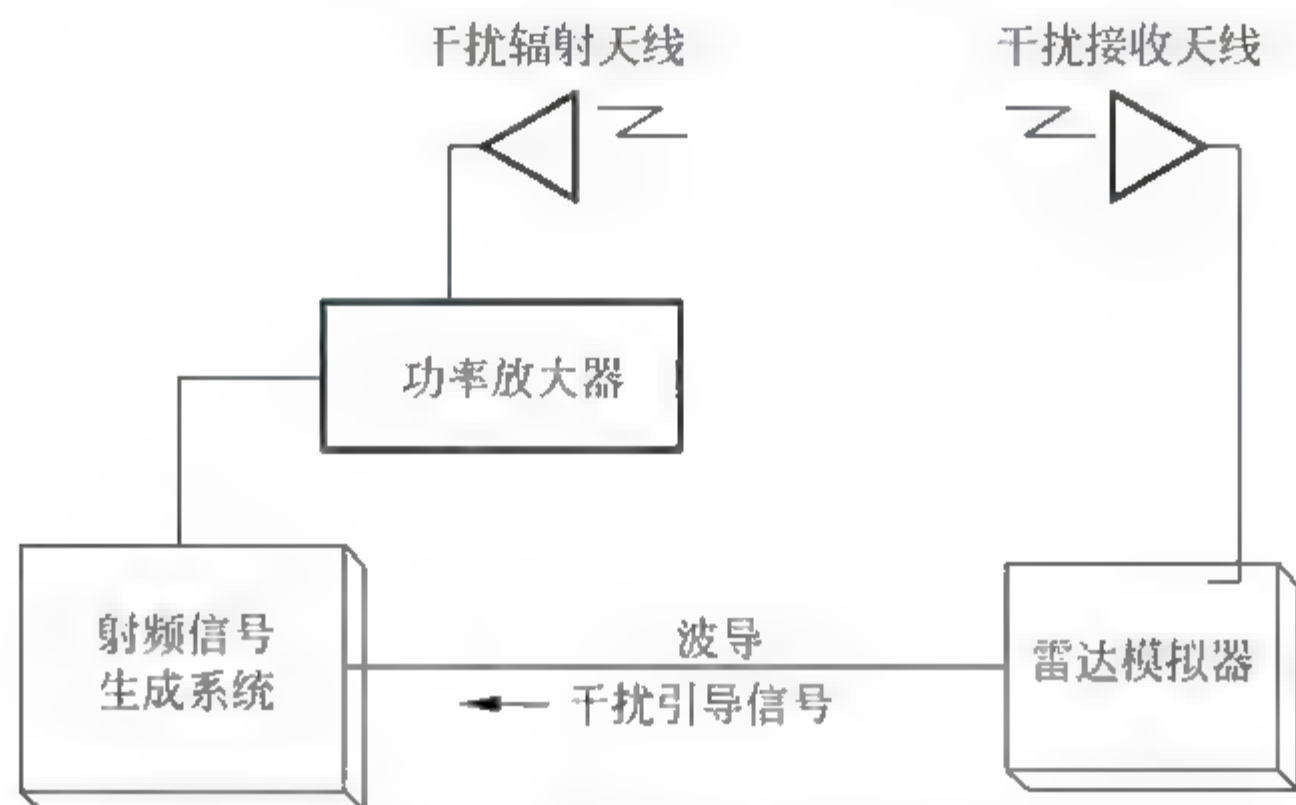 干扰辐射天线
干扰接收天线
功率放大器
射频信号
生成系统
波导
干扰引导信号
雷达模拟器